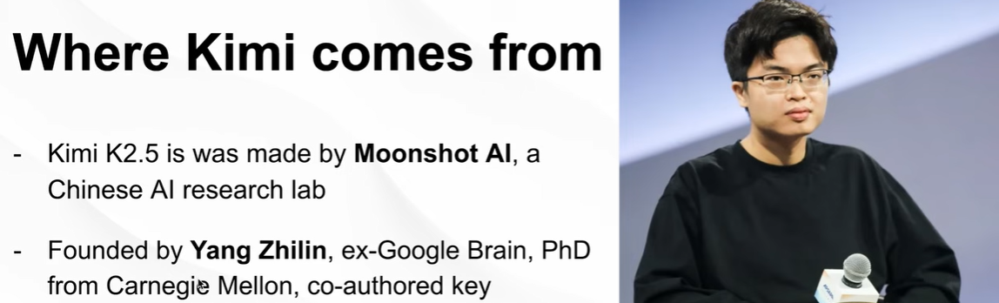 Where Kimi comes from
- Kimi K2.5 is was made by Moonshot AI, a
Chinese AI research lab
- Founded by Yang Zhilin, ex-Google Brain, PhD
from Carnegie Mellon, co-authored key